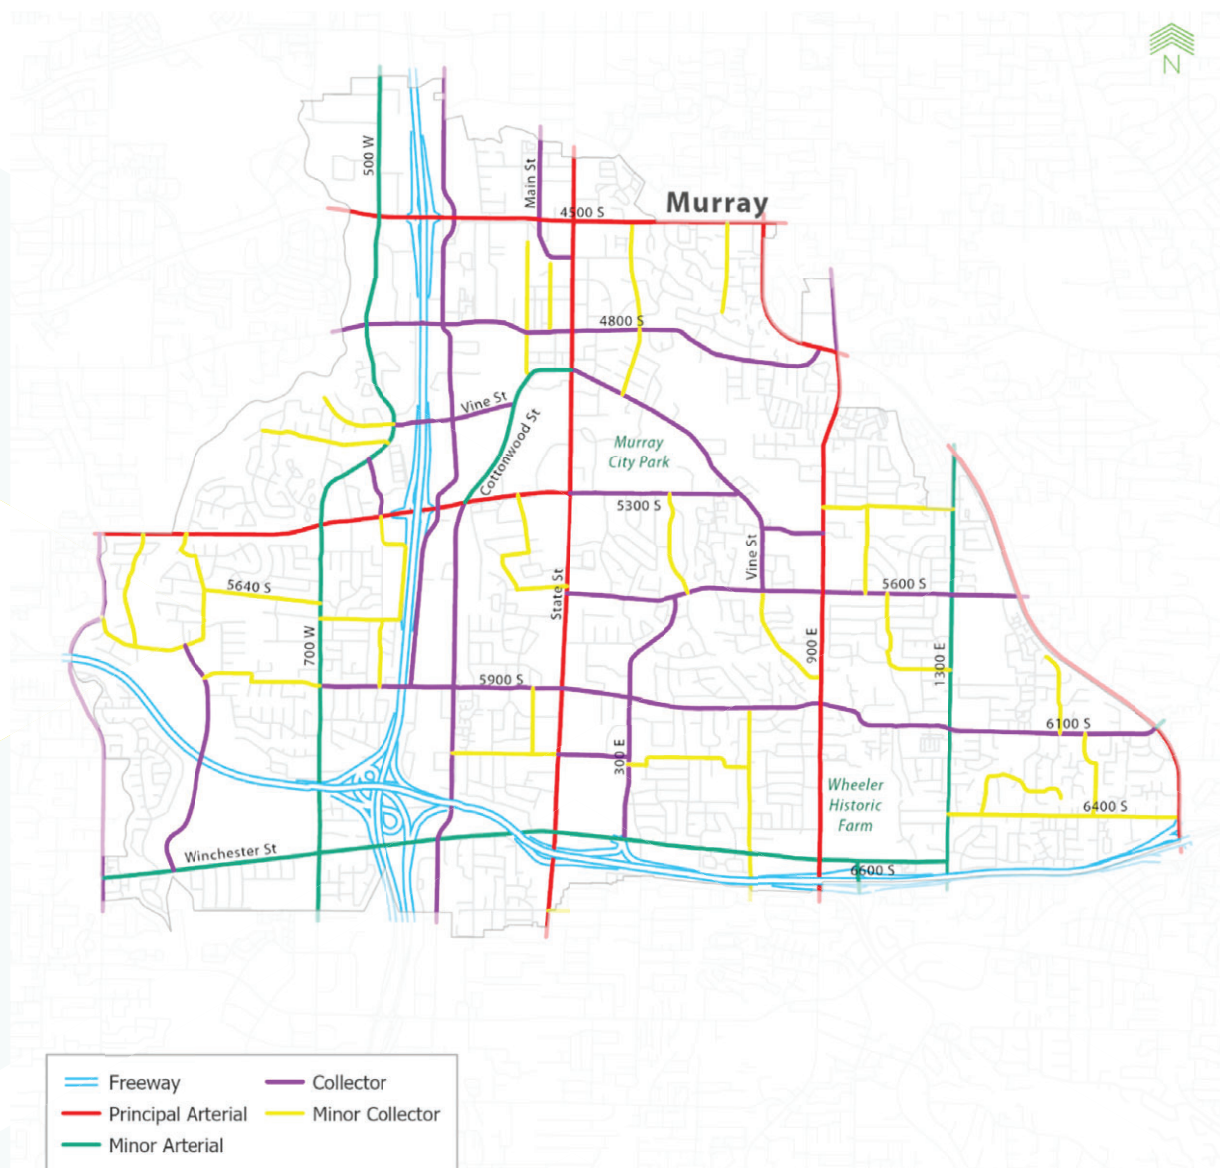 N
500 W
Main St
Murray
4500 S
4800 S
Vine St
Cottonwood St
Murray
City Park
5300 S
Vine St
5640 S
State St
5600 S
700 W
900 E
1300 E
5900 S
6100 S
300 E
Wheeler
Historic
Farm
6400 S
Winchester St
6600 S
Freeway
Collector
Principal Arterial
Minor Collector
Minor Arterial